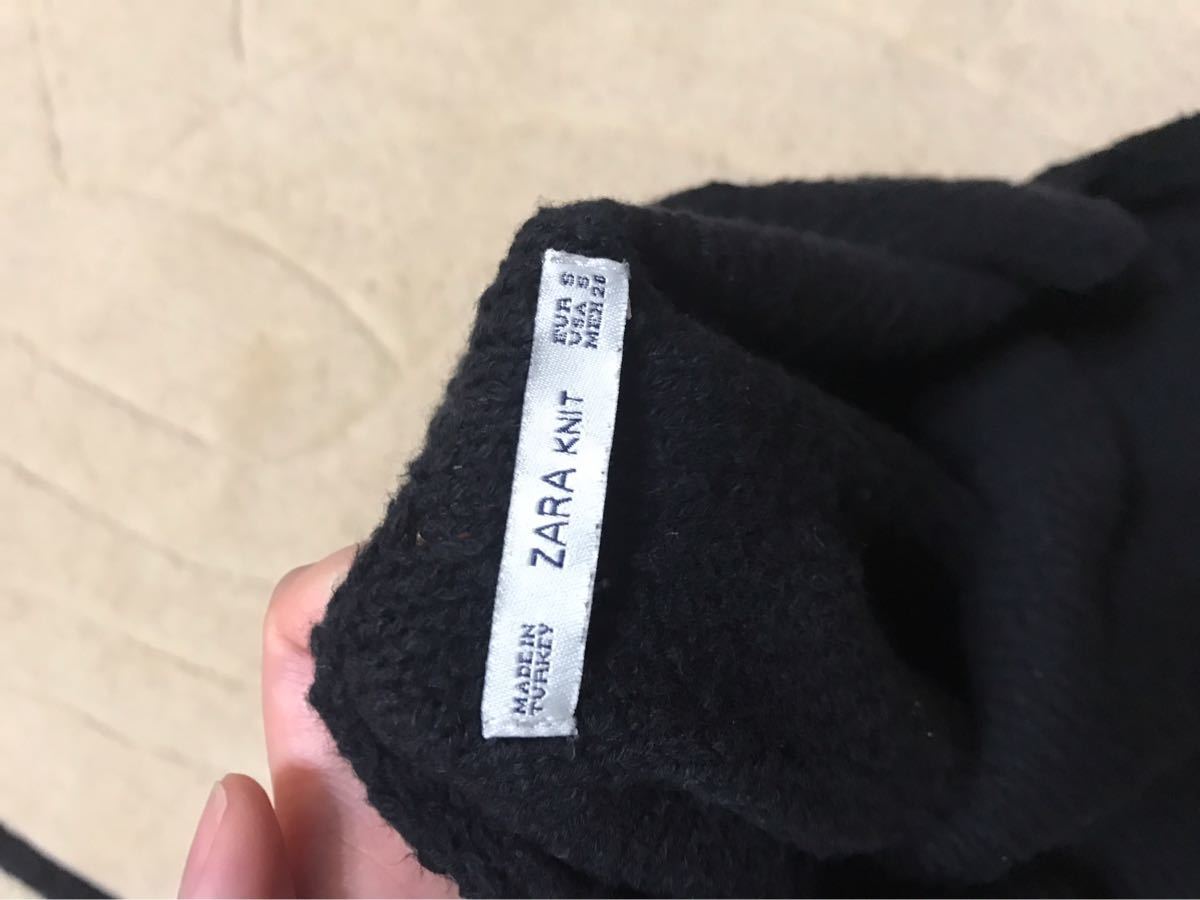 MADE IN
TURKEY
ZARA KNIT
EUR S
USA S
MEX 26